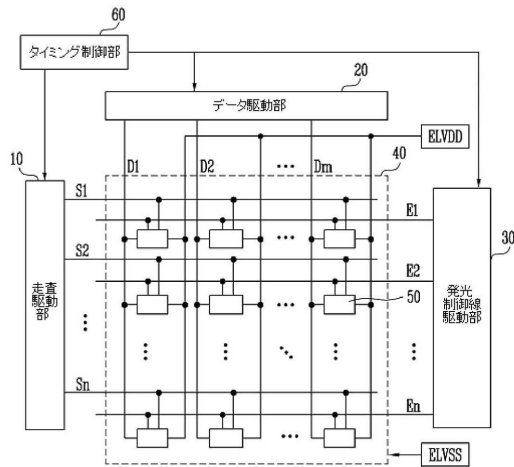 60
タイミング制御部
20
データ駆動部
ELVDD
10
D1
D2
Dm
40
S1
E1
30
S2
E2
50
走査
駆動
部
発光
制御線
駆動部
Sn
En
ELVSS